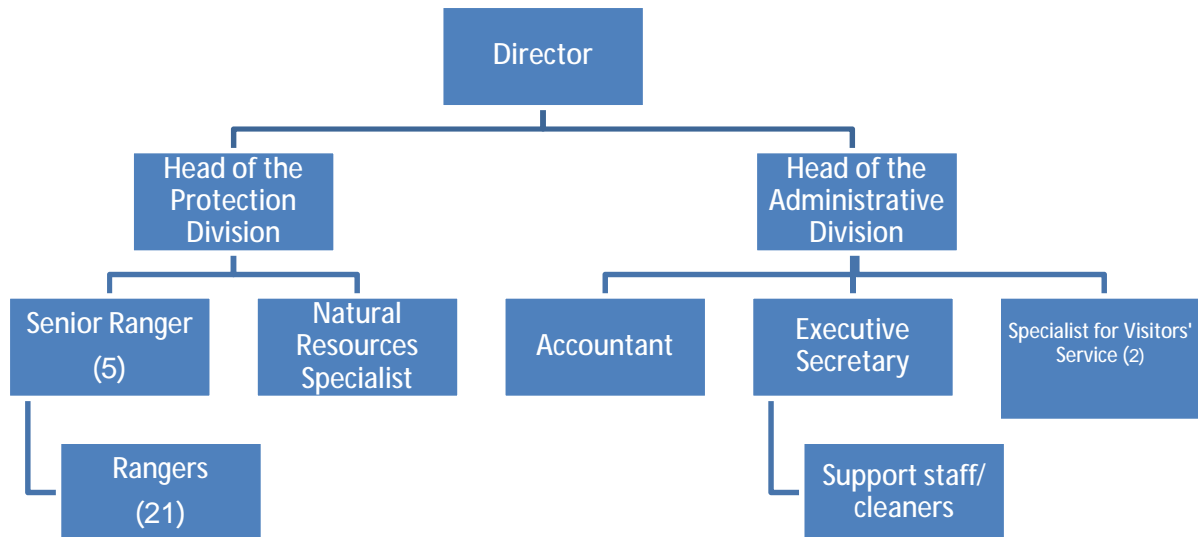 Director
Head of the
Protection
Division
Head of the
Administrative
Division
Senior Ranger
(5)
Natural
Resources
Specialist
Accountant
Executive
Secretary
Specialist for Visitors'
Service (2)
Rangers
(21)
Support staff/
cleaners